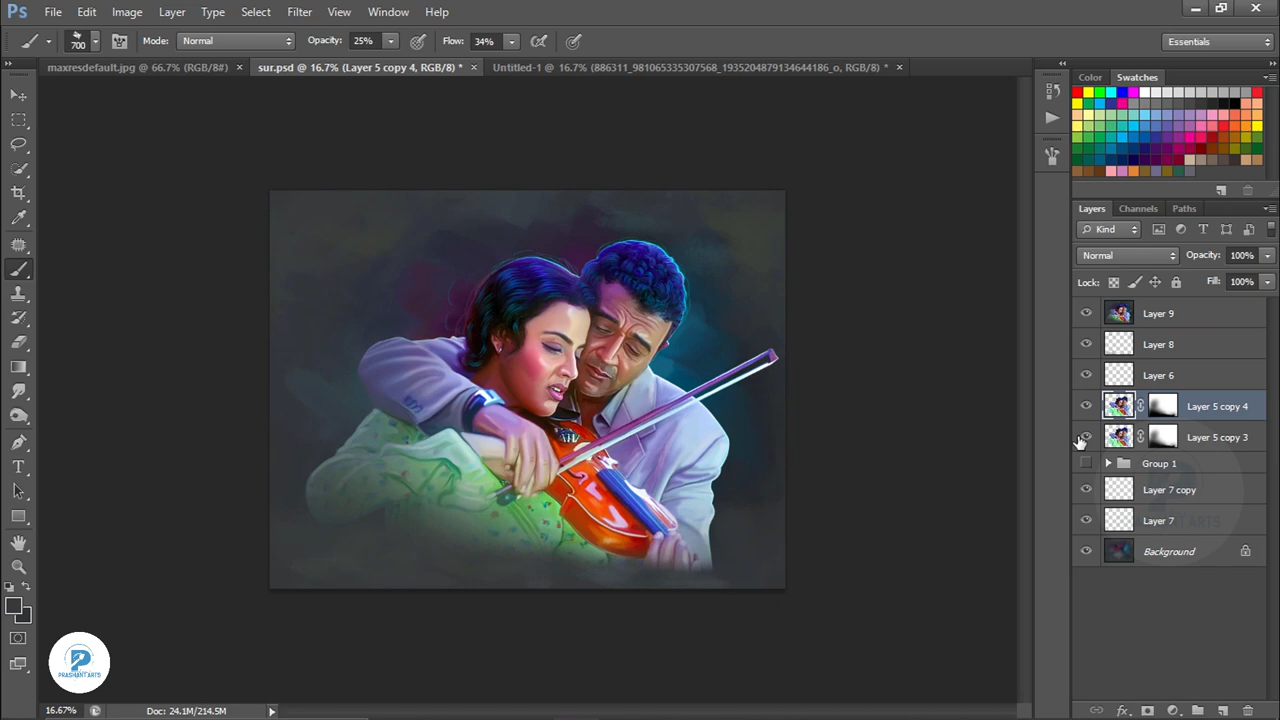 Ps File Edit Image Layer Type Select Filter View Window Help
700 Mode: Normal Opacity: 25% Flow: 34% Essentials
maxresdefault.jpg @ 66.7% (RGB/8#) × sur.psd @ 16.7% (Layer 5 copy 4, RGB/8) * × Untitled-1 @ 16.7% (886311_981065335307568_1935204879134644186_o, RGB/8) * ×
Color Swatches
Layers Channels Paths
Kind
Normal Opacity: 100%
Lock: Fill: 100%
Layer 9
Layer 8
Layer 6
Layer 5 copy 4
Layer 5 copy 3
Group 1
Layer 7 copy
Layer 7
Background
P
PRASHANT ARTS
16.67% Doc: 24.1M/214.5M